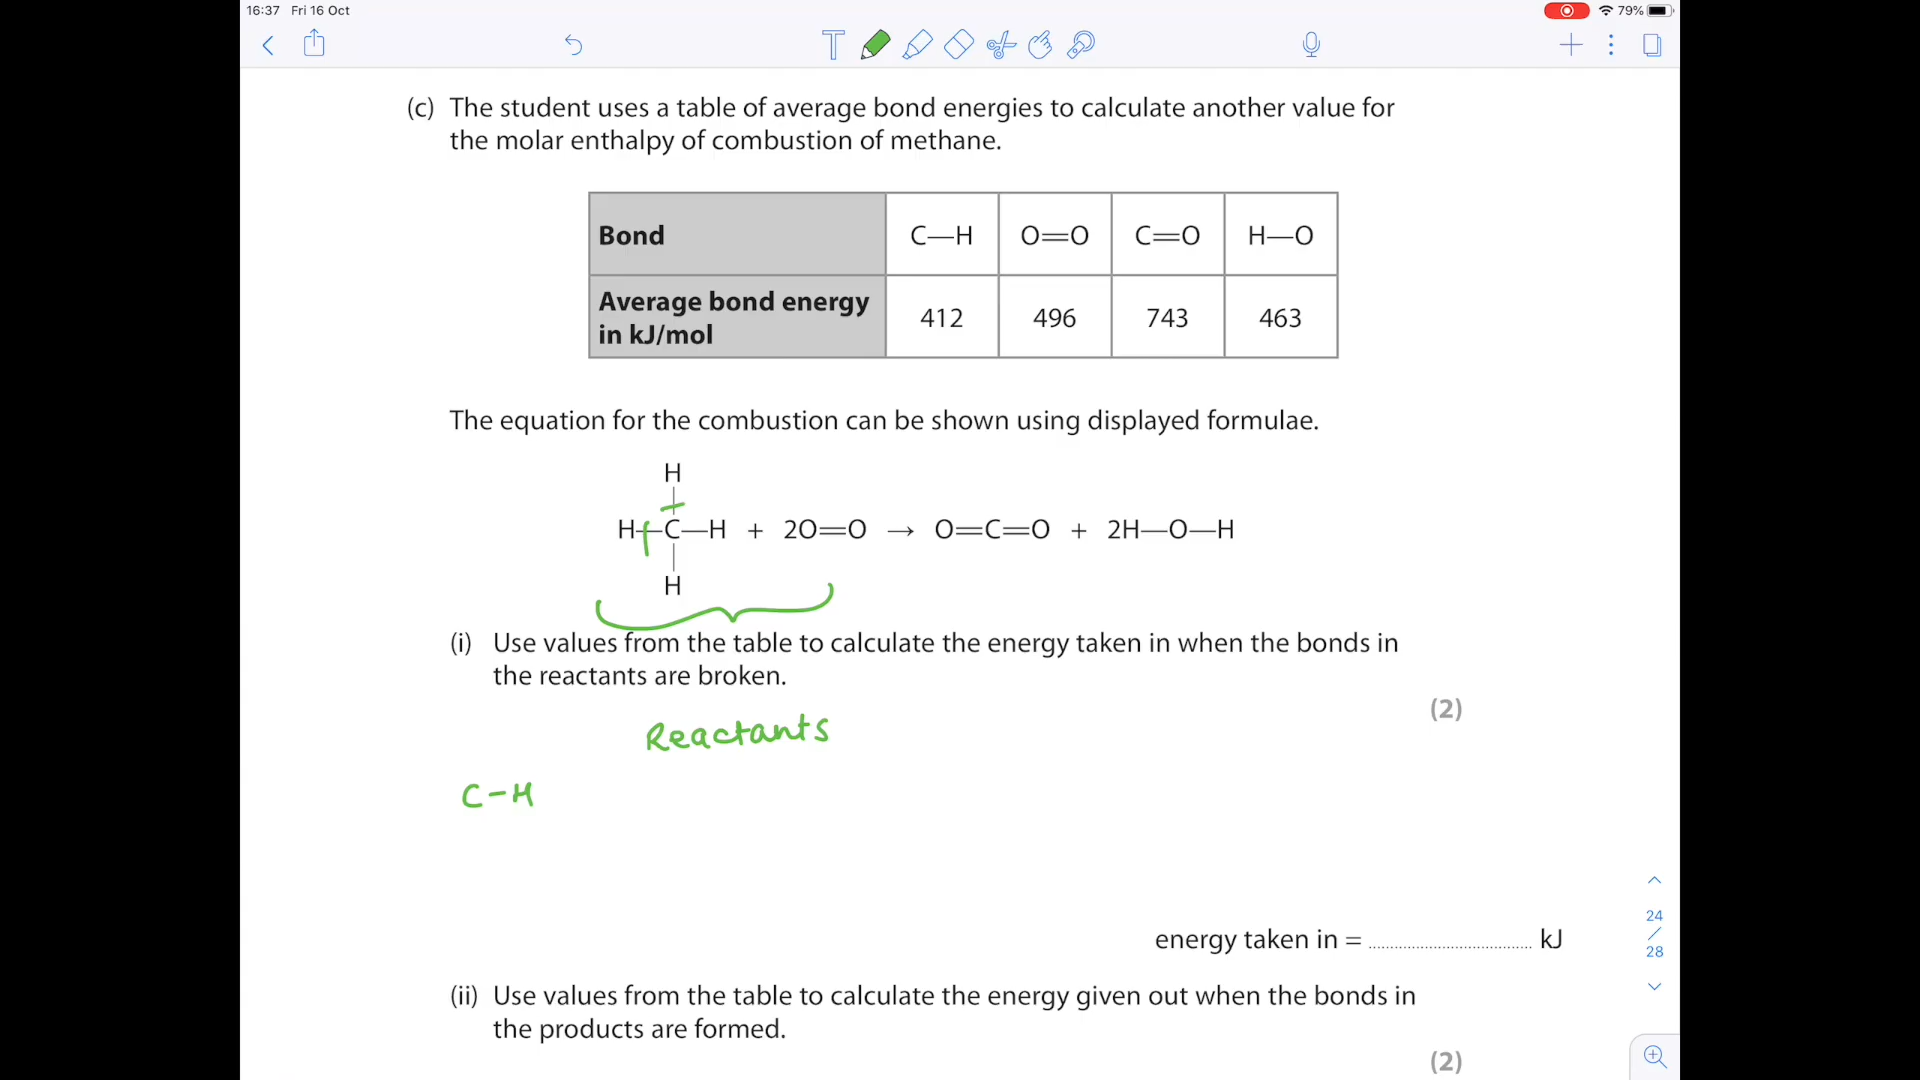 16:37 Fri 16 Oct
79%
T
(c) The student uses a table of average bond energies to calculate another value for
the molar enthalpy of combustion of methane.
Bond C—H O=O C=O H—O
Average bond energy
in kJ/mol 412 496 743 463
The equation for the combustion can be shown using displayed formulae.
H
H—C—H + 2O=O → O=C=O + 2H—O—H
H
(i) Use values from the table to calculate the energy taken in when the bonds in
the reactants are broken.
(2)
Reactants
C-H
24
/
28
energy taken in = ................................ kJ
(ii) Use values from the table to calculate the energy given out when the bonds in
the products are formed.
(2)